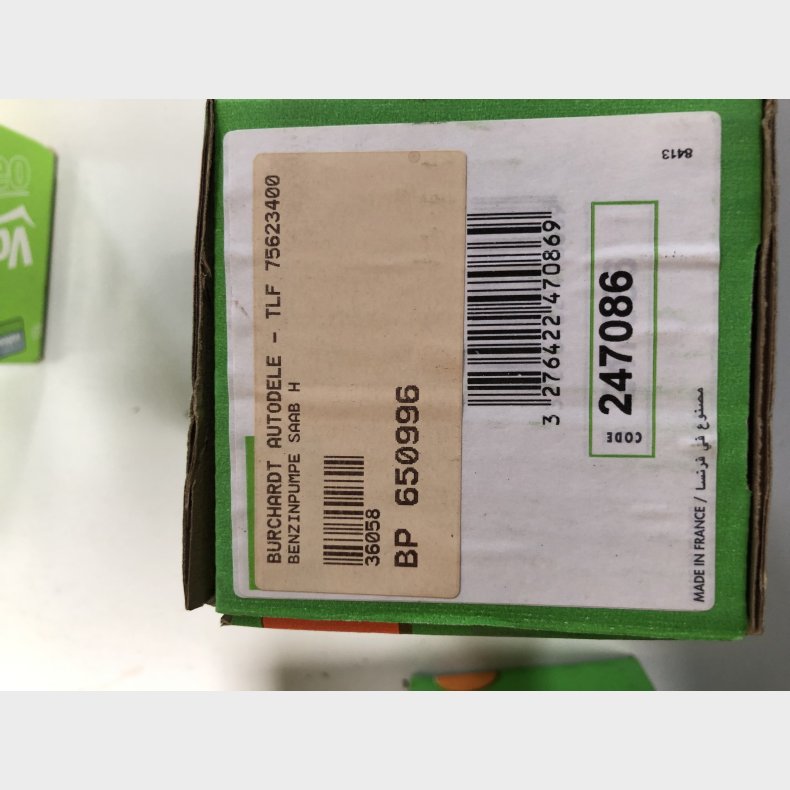 BURCHARDT AUTODELE - TLF 75623400
BENZINPUMPE SAAB H
36058
BP 650996
3 276422 470869
CODE
247086
MADE IN FRANCE / مصنوع في فرنسا
8413